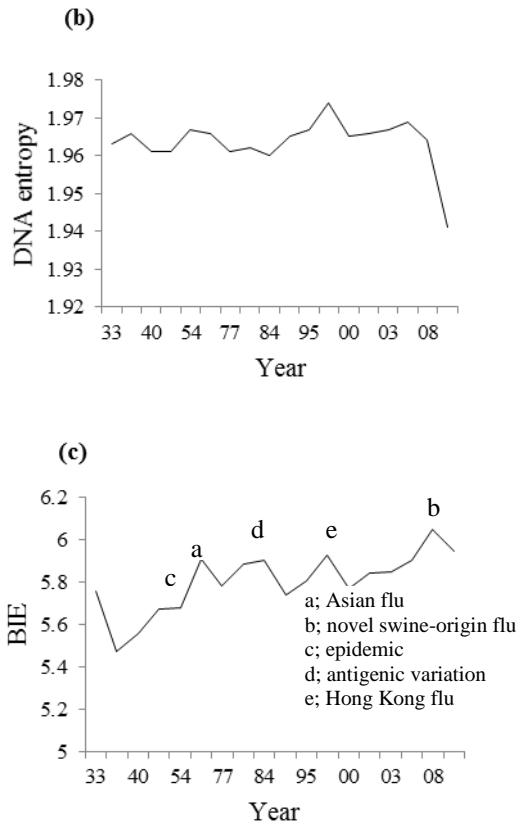 (b)
1.98
1.97
1.96
1.95
1.94
1.93
1.92
DNA entropy
33 40 54 77 84 95 00 03 08
Year
(c)
6.2
6
5.8
5.6
5.4
5.2
5
BIE
c
a
d
e
b
a; Asian flu
b; novel swine-origin flu
c; epidemic
d; antigenic variation
e; Hong Kong flu
33 40 54 77 84 95 00 03 08
Year